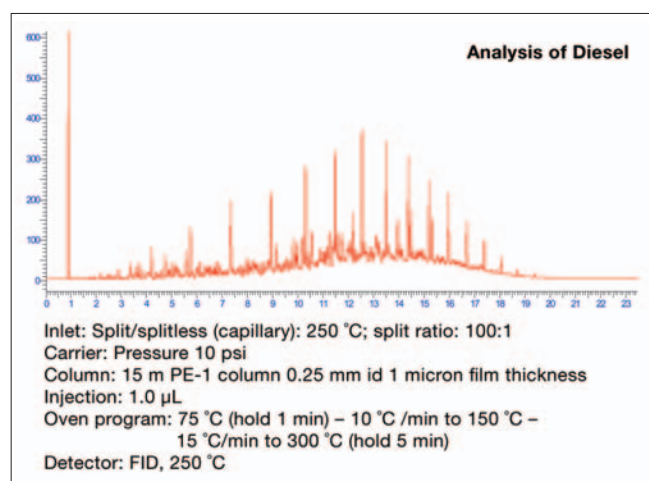 Analysis of Diesel
600
500
400
300
200
100
0
0 1 2 3 4 5 6 7 8 9 10 11 12 13 14 15 16 17 18 19 20 21 22 23
Inlet: Split/splitless (capillary): 250 ˚C; split ratio: 100:1
Carrier: Pressure 10 psi
Column: 15 m PE-1 column 0.25 mm id 1 micron film thickness
Injection: 1.0 µL
Oven program: 75 ˚C (hold 1 min) – 10 ˚C /min to 150 ˚C –
15 ˚C/min to 300 ˚C (hold 5 min)
Detector: FID, 250 ˚C